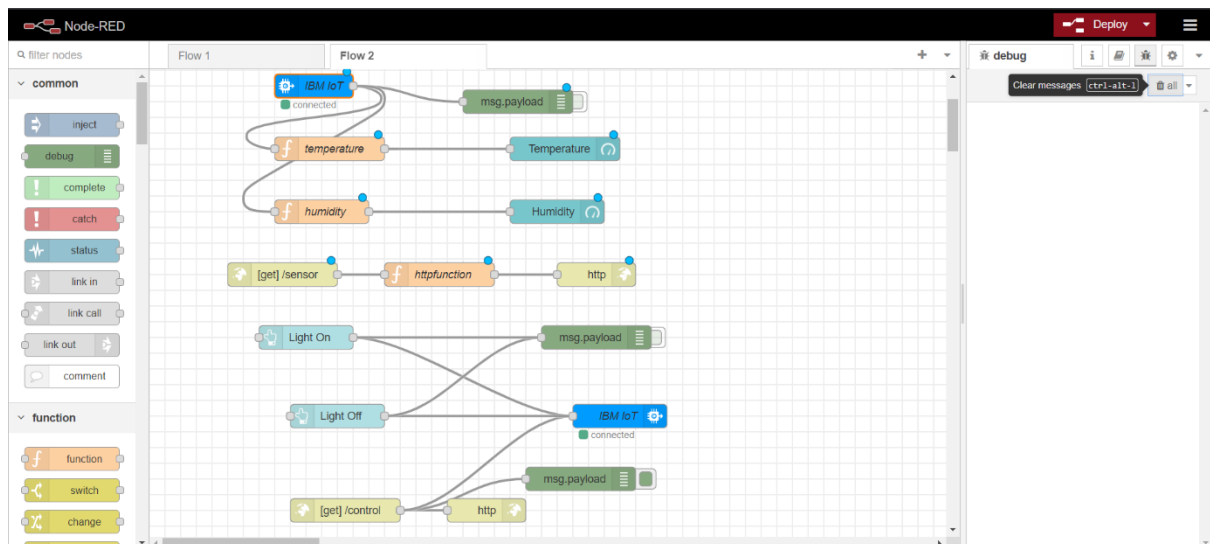 Node-RED
Deploy
filter nodes
Flow 1
Flow 2
debug
i
Clear messages ctrl-alt-l
all
common
inject
debug
complete
catch
status
link in
link call
link out
comment
function
function
switch
change
IBM IoT
connected
msg.payload
temperature
Temperature
humidity
Humidity
[get] /sensor
httpfunction
http
Light On
msg.payload
Light Off
IBM IoT
connected
msg.payload
[get] /control
http